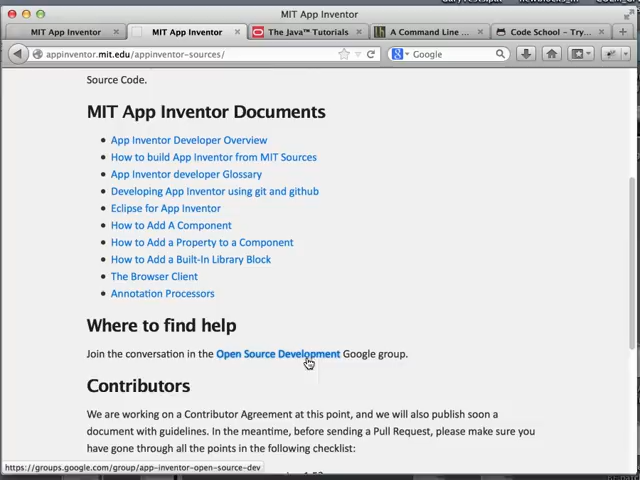 MIT App Inventor
MIT App Inventor
MIT App Inventor
The Java™ Tutorials
A Command Line ...
Code School - Try...
appinventor.mit.edu/appinventor-sources/
Google
Source Code.
MIT App Inventor Documents
App Inventor Developer Overview
How to build App Inventor from MIT Sources
App Inventor developer Glossary
Developing App Inventor using git and github
Eclipse for App Inventor
How to Add A Component
How to Add a Property to a Component
How to Add a Built-In Library Block
The Browser Client
Annotation Processors
Where to find help
Join the conversation in the Open Source Development Google group.
Contributors
We are working on a Contributor Agreement at this point, and we will also publish soon a
document with guidelines. In the meantime, before sending a Pull Request, please make sure you
have gone through all the points in the following checklist:
https://groups.google.com/group/app-inventor-open-source-dev